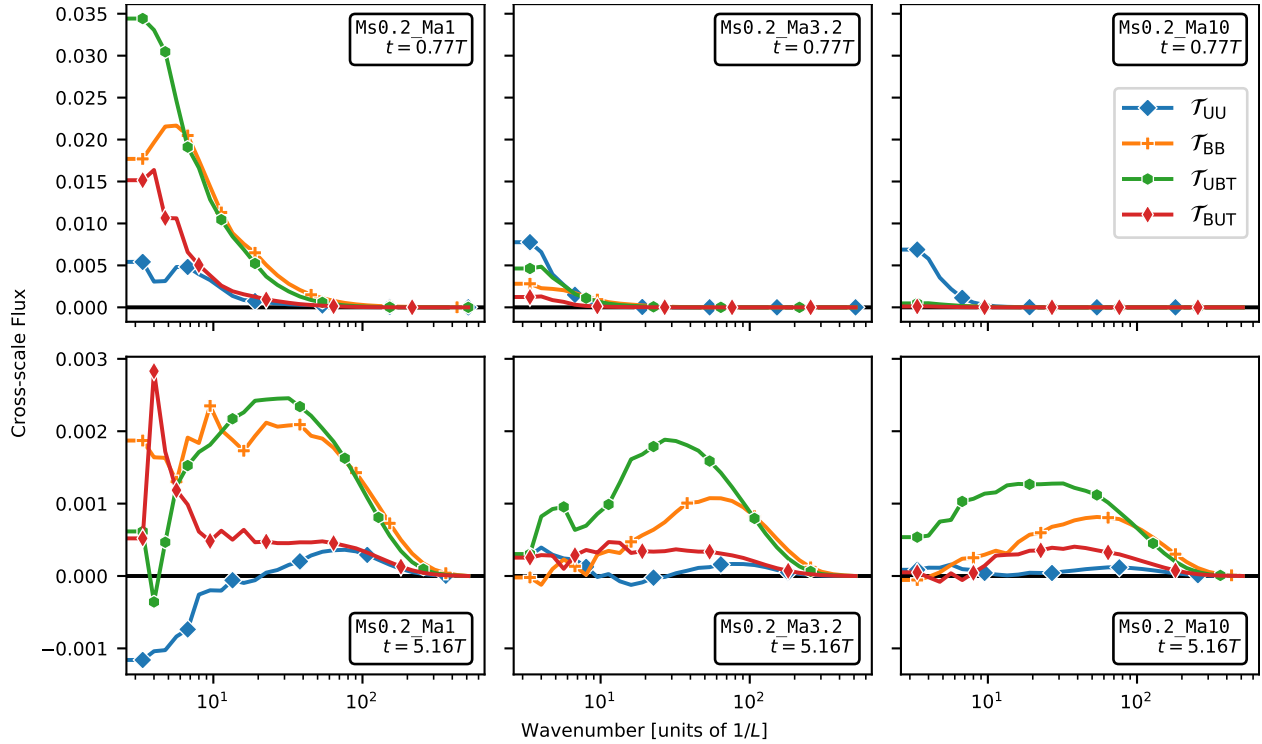 Ms0.2_Ma1
t = 0.77T
Ms0.2_Ma3.2
t = 0.77T
Ms0.2_Ma10
t = 0.77T
0.035
0.030
0.025
0.020
0.015
0.010
0.005
0.000
𝒯UU
𝒯BB
𝒯UBT
𝒯BUT
Cross-scale Flux
0.003
0.002
0.001
0.000
−0.001
Ms0.2_Ma1
t = 5.16T
Ms0.2_Ma3.2
t = 5.16T
Ms0.2_Ma10
t = 5.16T
10¹ 10² 10¹ 10² 10¹ 10²
Wavenumber [units of 1/L]